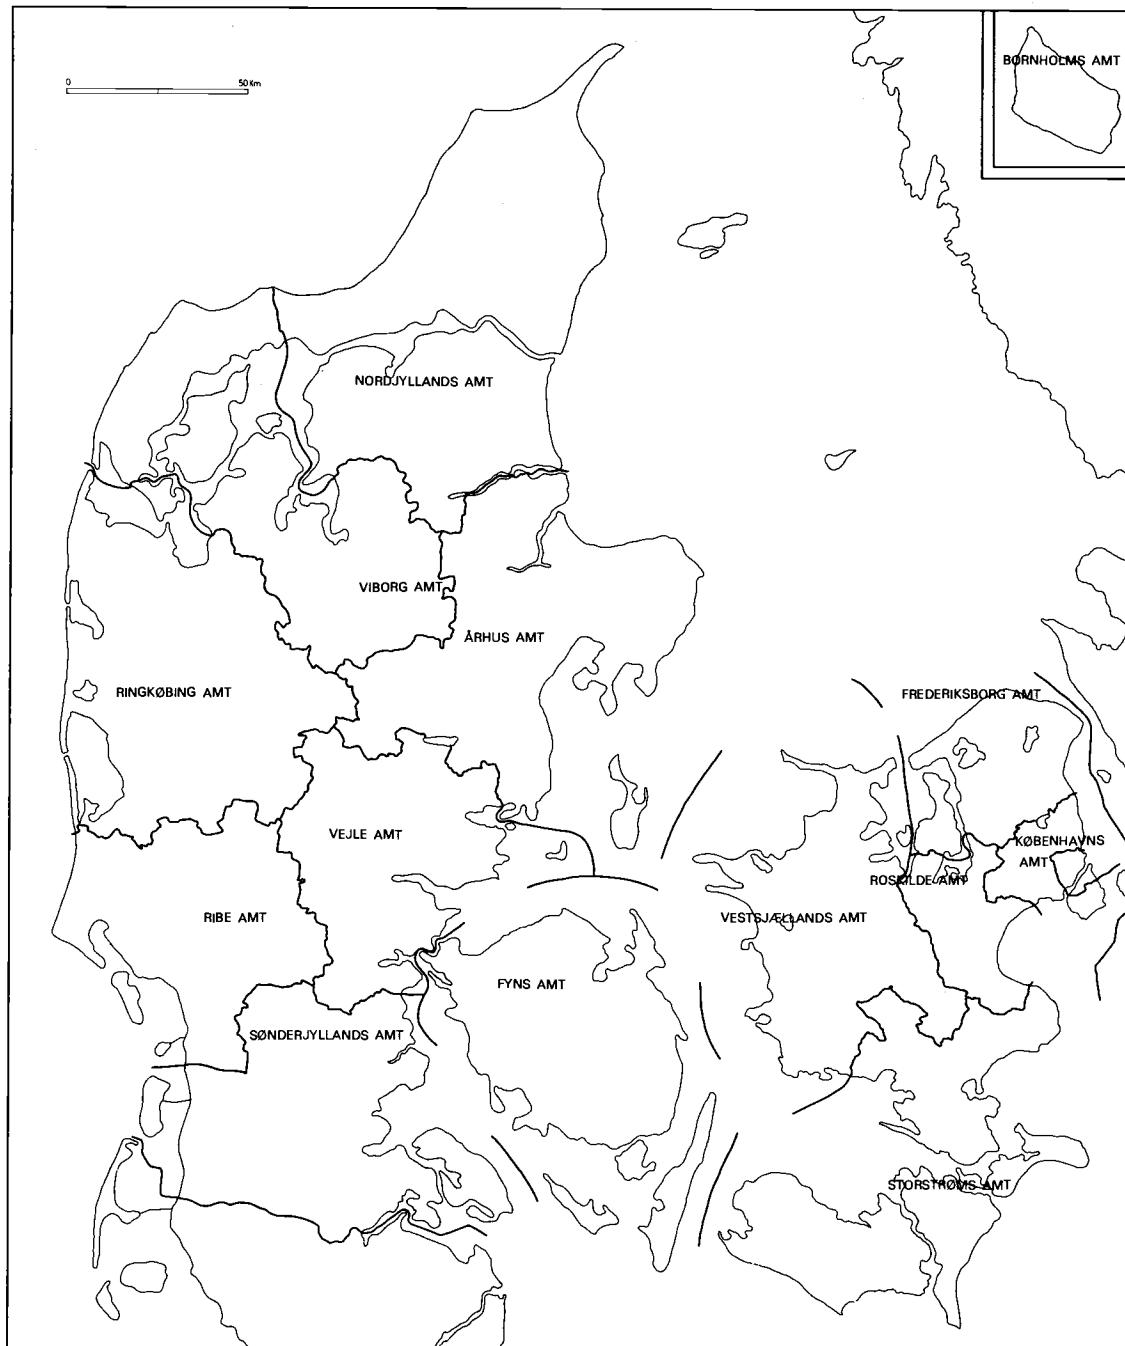 BORNHOLMS AMT
0 50 Km
NORDJYLLANDS AMT
VIBORG AMT
ÅRHUS AMT
RINGKØBING AMT
FREDERIKSBORG AMT
VEJLE AMT
KØBENHAVNS
AMT
ROSKILDE AMT
RIBE AMT
VESTSJÆLLANDS AMT
FYNS AMT
SØNDERJYLLANDS AMT
STORSTRØMS AMT